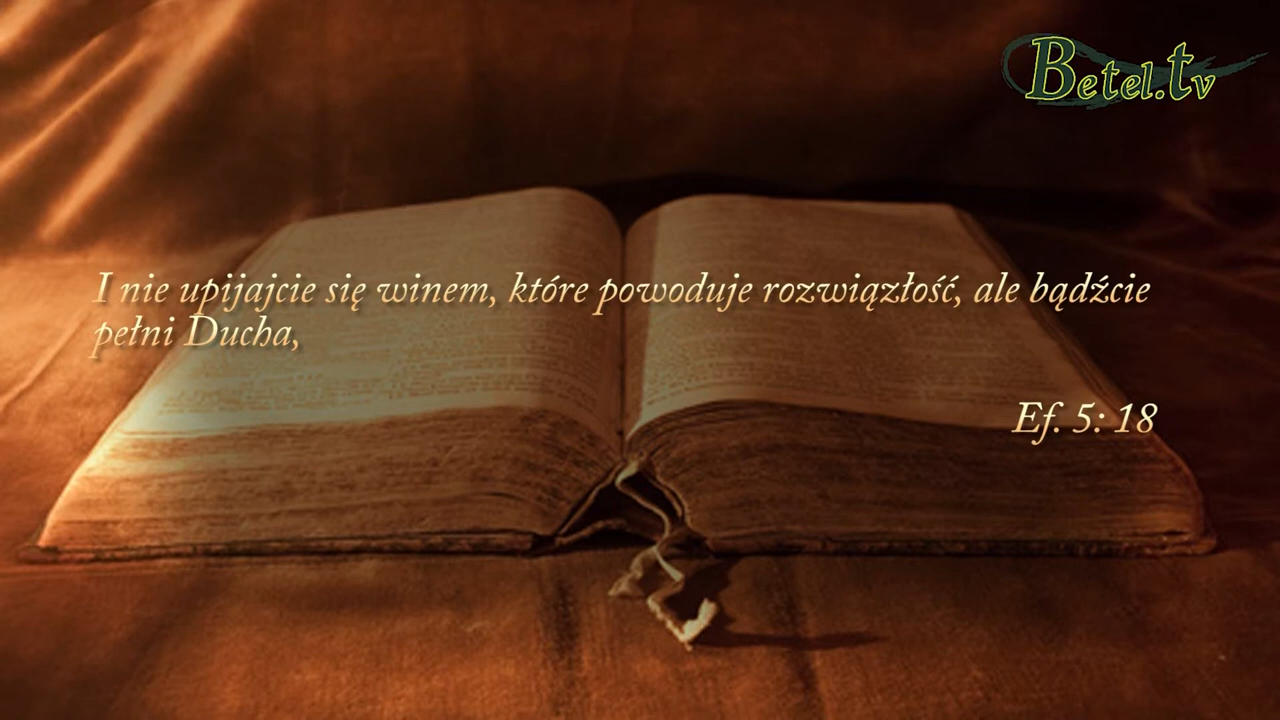 Betel.tv
I nie upijajcie się winem, które powoduje rozwiązłość, ale bądźcie
pełni Ducha,
Ef. 5: 18